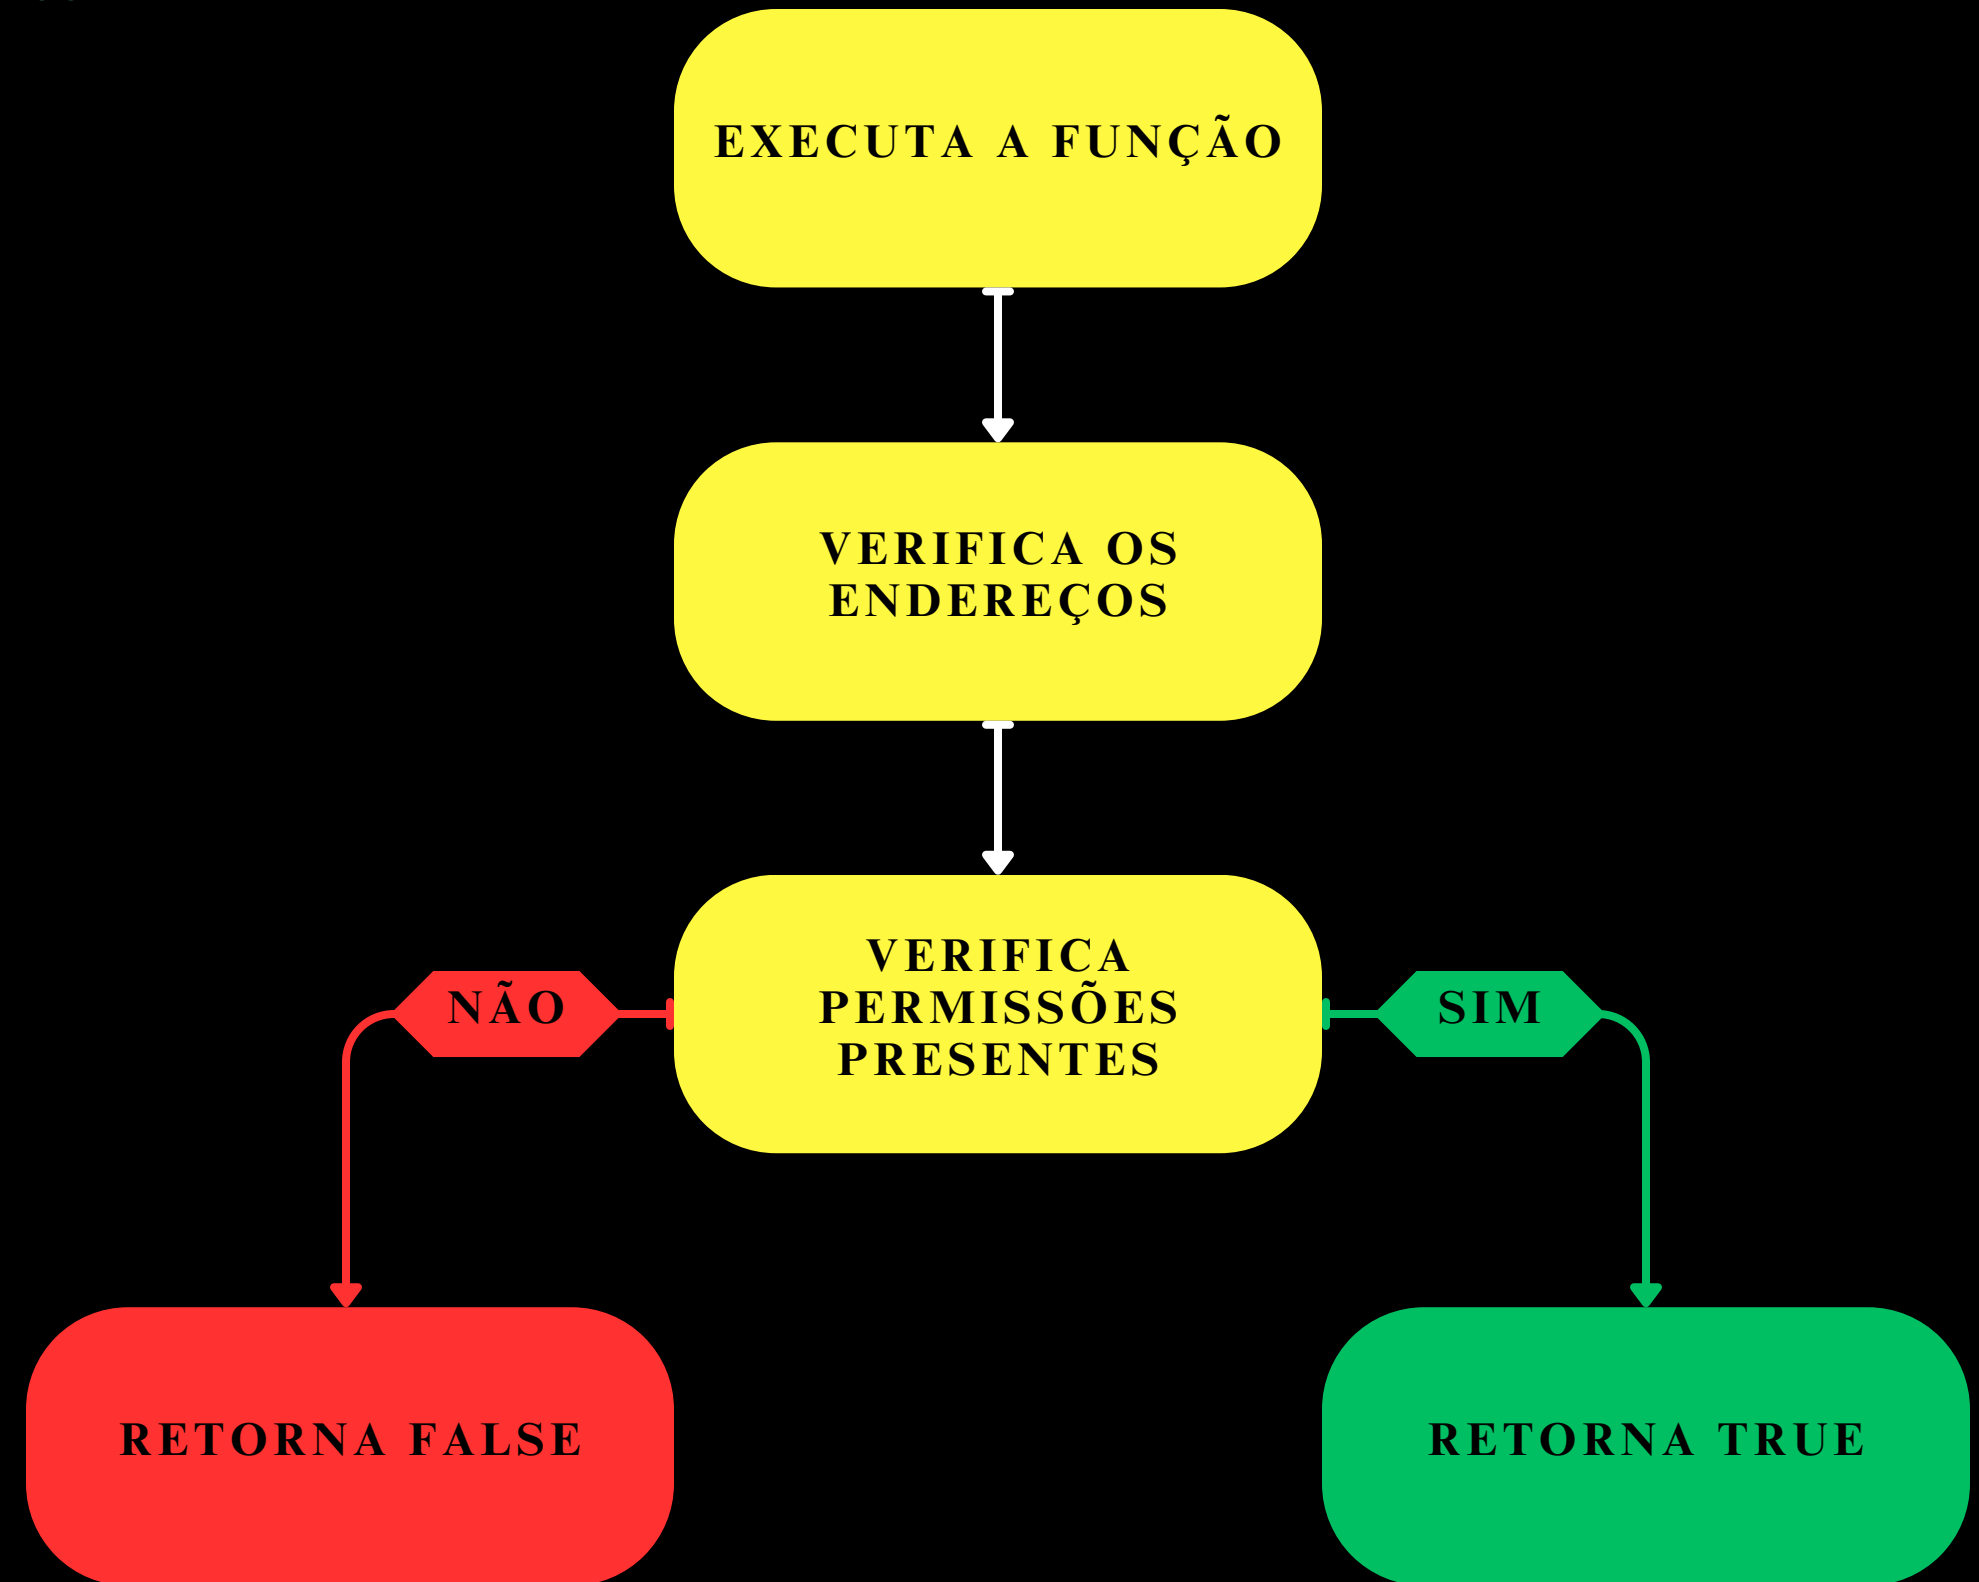 EXECUTA A FUNÇÃO
VERIFICA OS
ENDEREÇOS
VERIFICA
PERMISSÕES
PRESENTES
NÃO
SIM
RETORNA FALSE
RETORNA TRUE